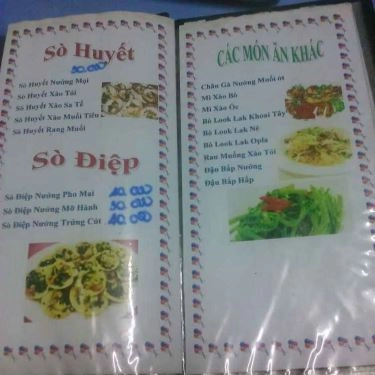 Sò Huyết
50.000
Sò Huyết Nướng Mọi
Sò Huyết Xào Tỏi
Sò Huyết Xào Sa Tế
Sò Huyết Xào Muối Tiêu
Sò Huyết Rang Muối
Sò Điệp
Sò Điệp Nướng Pho Mai 40.000
Sò Điệp Nướng Mỡ Hành 30.000
Sò Điệp Nướng Trứng Cút 40.000
CÁC MÓN ĂN KHÁC
Chân Gà Nướng Muối ớt
Mì Xào Bò
Mì Xào Ốc
Bò Look Lak Khoai Tây
Bò Look Lak Nê
Bò Look Lak Opla
Rau Muống Xào Tỏi
Đậu Bắp Nướng
Đậu Bắp Hấp